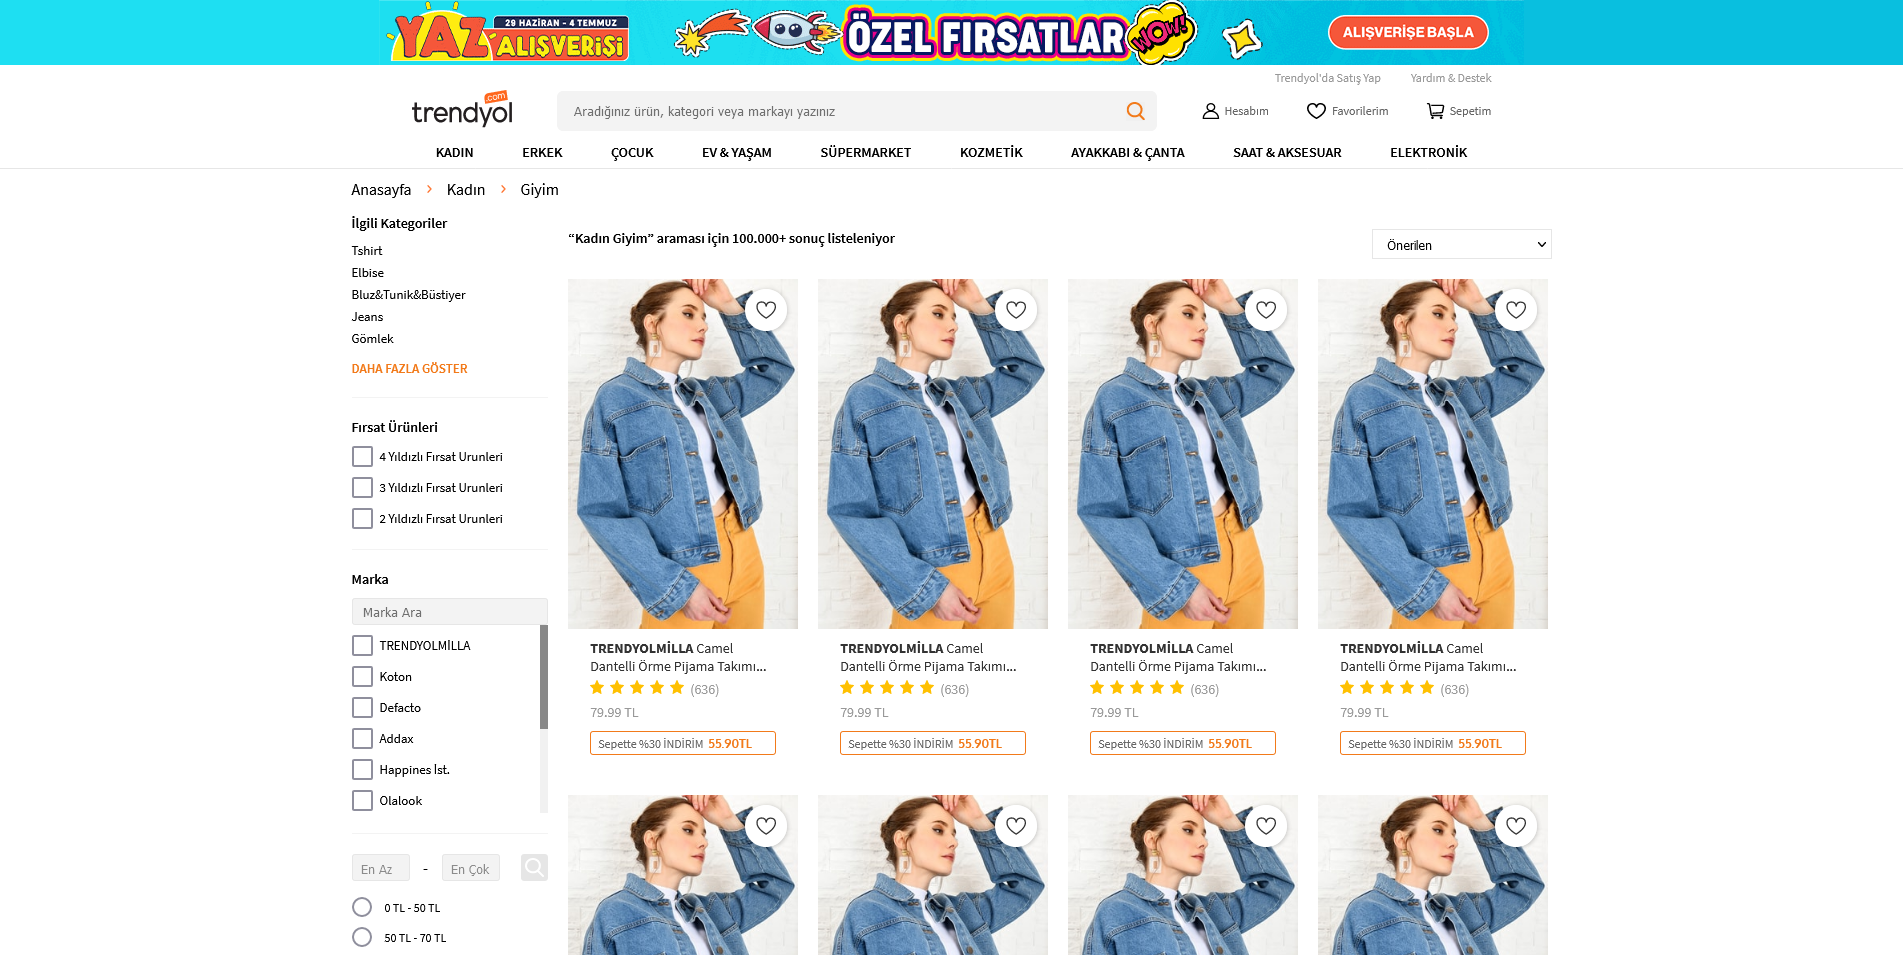 YAZ
29 HAZİRAN - 4 TEMMUZ
ALIŞVERİŞİ
ÖZEL FIRSATLAR
WOW!
ALIŞVERİŞE BAŞLA
Trendyol'da Satış Yap
Yardım & Destek
trendyol
.com
Aradığınız ürün, kategori veya markayı yazınız
Hesabım
Favorilerim
Sepetim
KADIN ERKEK ÇOCUK EV & YAŞAM SÜPERMARKET KOZMETİK AYAKKABI & ÇANTA SAAT & AKSESUAR ELEKTRONİK
Anasayfa > Kadın > Giyim
İlgili Kategoriler
Tshirt
Elbise
Bluz&Tunik&Büstiyer
Jeans
Gömlek
DAHA FAZLA GÖSTER
Fırsat Ürünleri
4 Yıldızlı Fırsat Urunleri
3 Yıldızlı Fırsat Urunleri
2 Yıldızlı Fırsat Urunleri
Marka
Marka Ara
TRENDYOLMİLLA
Koton
Defacto
Addax
Happines İst.
Olalook
En Az - En Çok
0 TL - 50 TL
50 TL - 70 TL
“Kadın Giyim” araması için 100.000+ sonuç listeleniyor
Önerilen
TRENDYOLMİLLA Camel
Dantelli Örme Pijama Takımı...
(636)
79.99 TL
Sepette %30 İNDİRİM 55.90TL
TRENDYOLMİLLA Camel
Dantelli Örme Pijama Takımı...
(636)
79.99 TL
Sepette %30 İNDİRİM 55.90TL
TRENDYOLMİLLA Camel
Dantelli Örme Pijama Takımı...
(636)
79.99 TL
Sepette %30 İNDİRİM 55.90TL
TRENDYOLMİLLA Camel
Dantelli Örme Pijama Takımı...
(636)
79.99 TL
Sepette %30 İNDİRİM 55.90TL